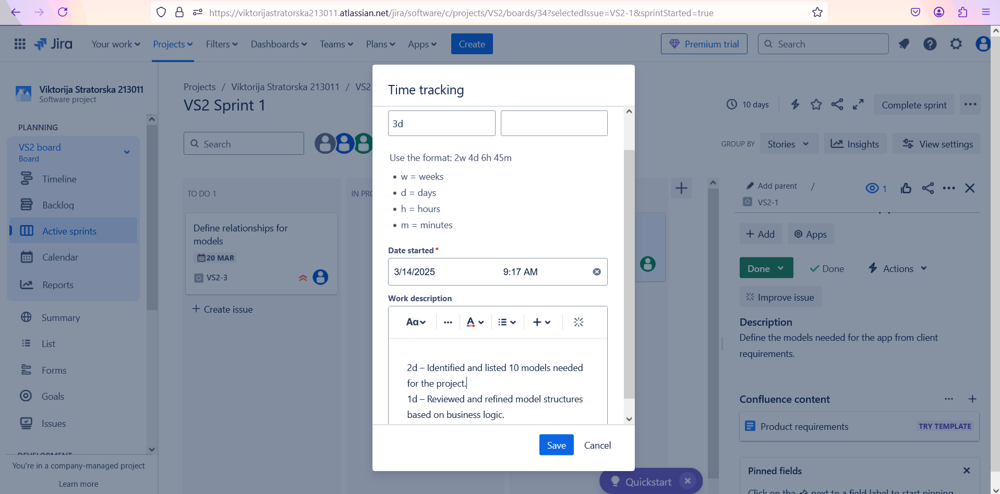 https://viktorijastratorska213011.atlassian.net/jira/software/c/projects/VS2/boards/34?selectedIssue=VS2-1&sprintStarted=true
Jira
Your work
Projects
Filters
Dashboards
Teams
Plans
Apps
Create
Premium trial
Search
Viktorija Stratorska 213011
Software project
PLANNING
VS2 board
Board
Timeline
Backlog
Active sprints
Calendar
Reports
Summary
List
Forms
Goals
Issues
DEVELOPMENT
You're in a company-managed project
Learn more
Projects / Viktorija Stratorska 213011 / VS2
VS2 Sprint 1
10 days
Complete sprint
Search
GROUP BY
Stories
Insights
View settings
TO DO 1
Define relationships for
models
20 MAR
VS2-3
+ Create issue
IN PRO
Time tracking
3d
Use the format: 2w 4d 6h 45m
• w = weeks
• d = days
• h = hours
• m = minutes
Date started*
3/14/2025
9:17 AM
Work description
Aa
A
2d – Identified and listed 10 models needed
for the project.
1d – Reviewed and refined model structures
based on business logic.
Save
Cancel
Add parent /
VS2-1
1
+ Add
Apps
Done
Done
Actions
Improve issue
Description
Define the models needed for the app from client
requirements.
Confluence content
Product requirements
TRY TEMPLATE
Pinned fields
Click on the next to a field label to start pinning.
Quickstart